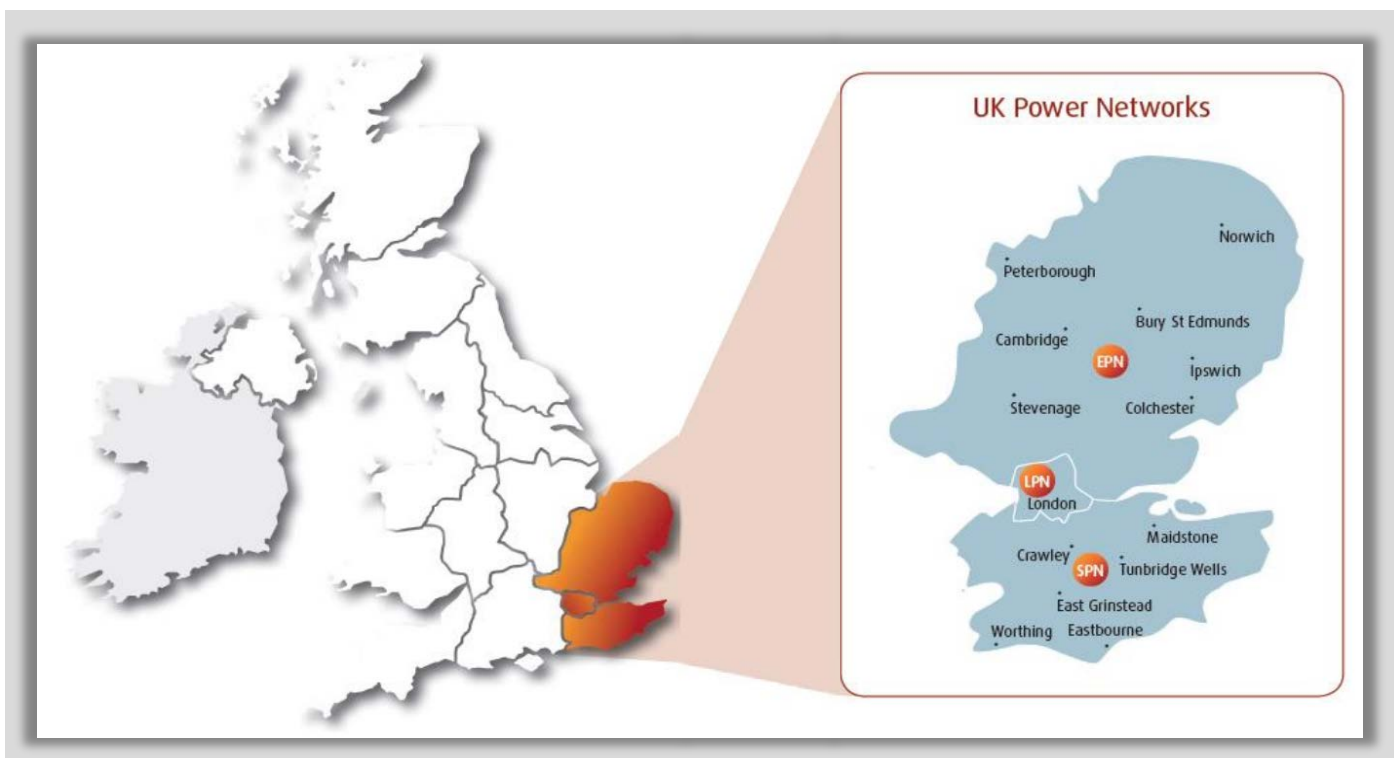 UK Power Networks
Norwich
Peterborough
Bury St Edmunds
Cambridge
EPN
Ipswich
Stevenage
Colchester
LPN
London
Maidstone
Crawley
SPN
Tunbridge Wells
East Grinstead
Worthing
Eastbourne